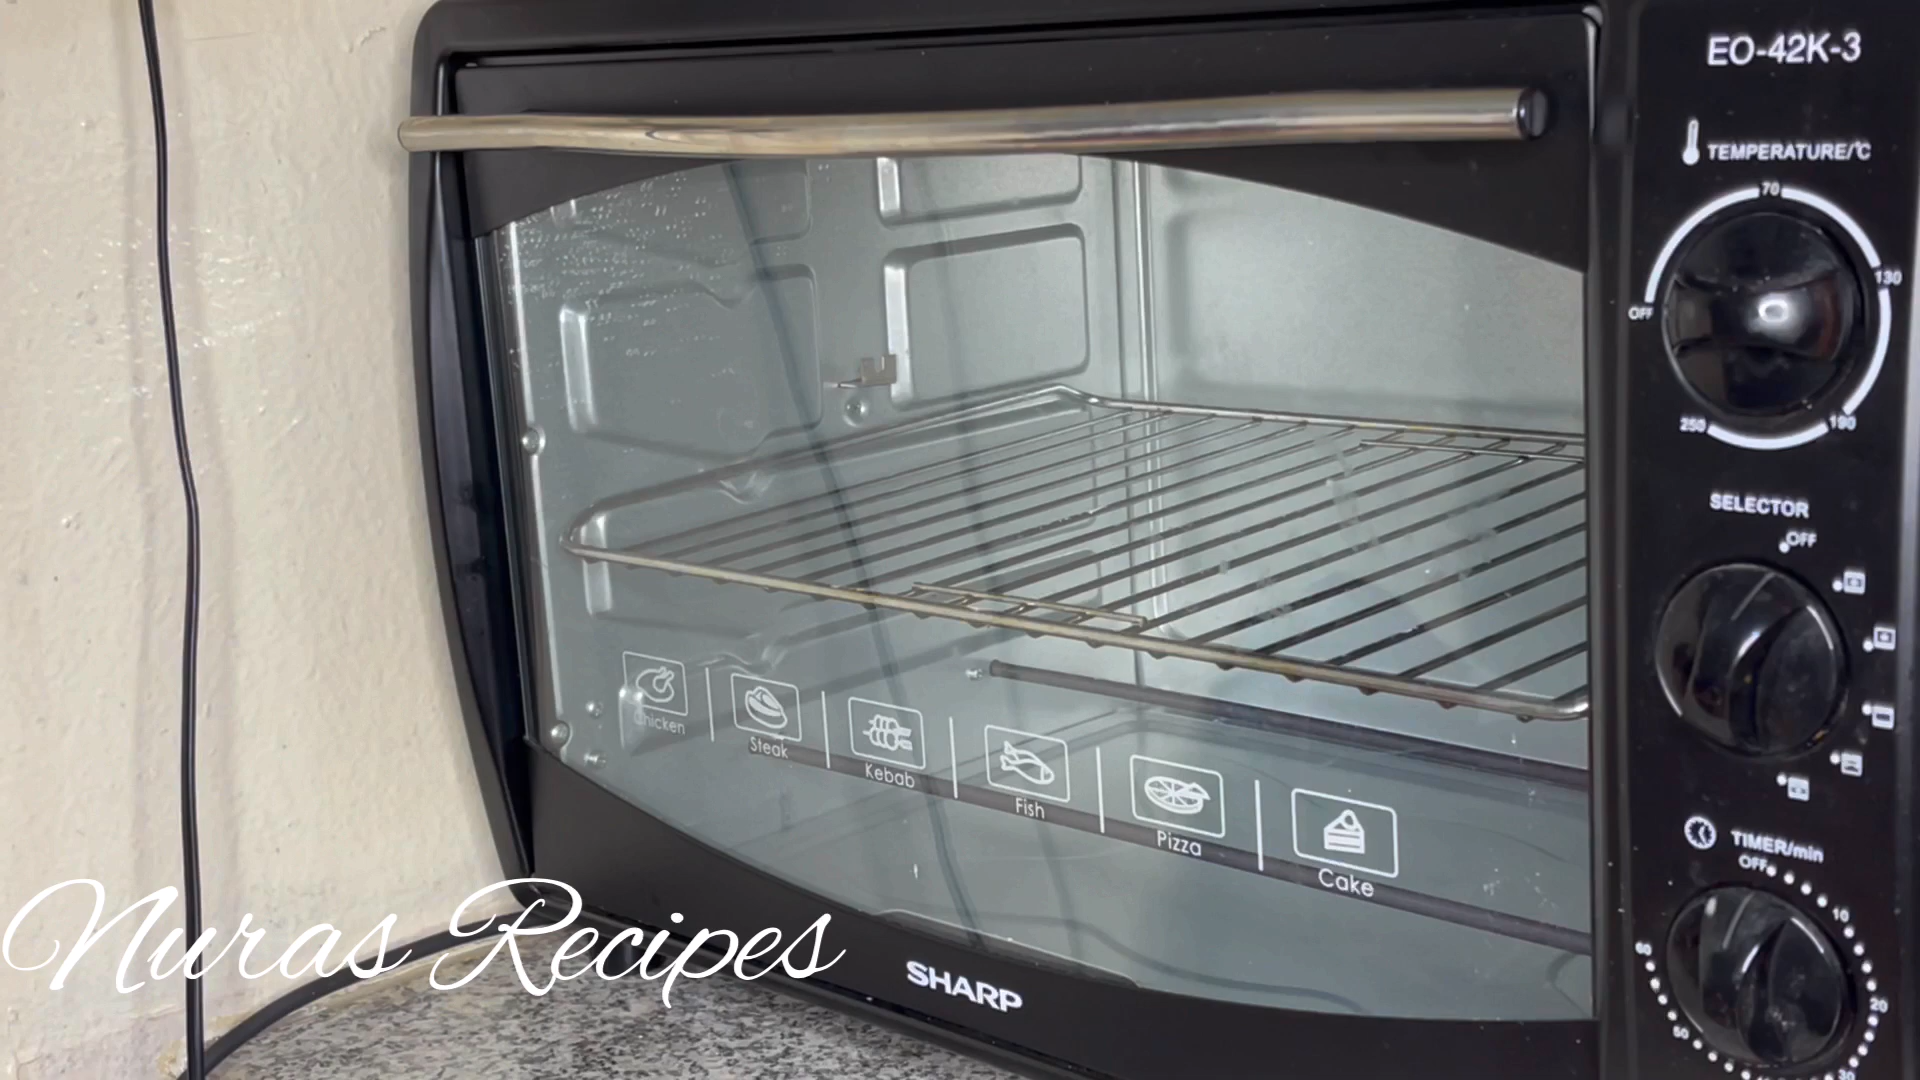 EO-42K-3
TEMPERATURE/℃
70
130
OFF
250
190
SELECTOR
OFF
TIMER/min
OFF
10
60
20
50
30
Chicken
Steak
Kebab
Fish
Pizza
Cake
Nuras Recipes
SHARP